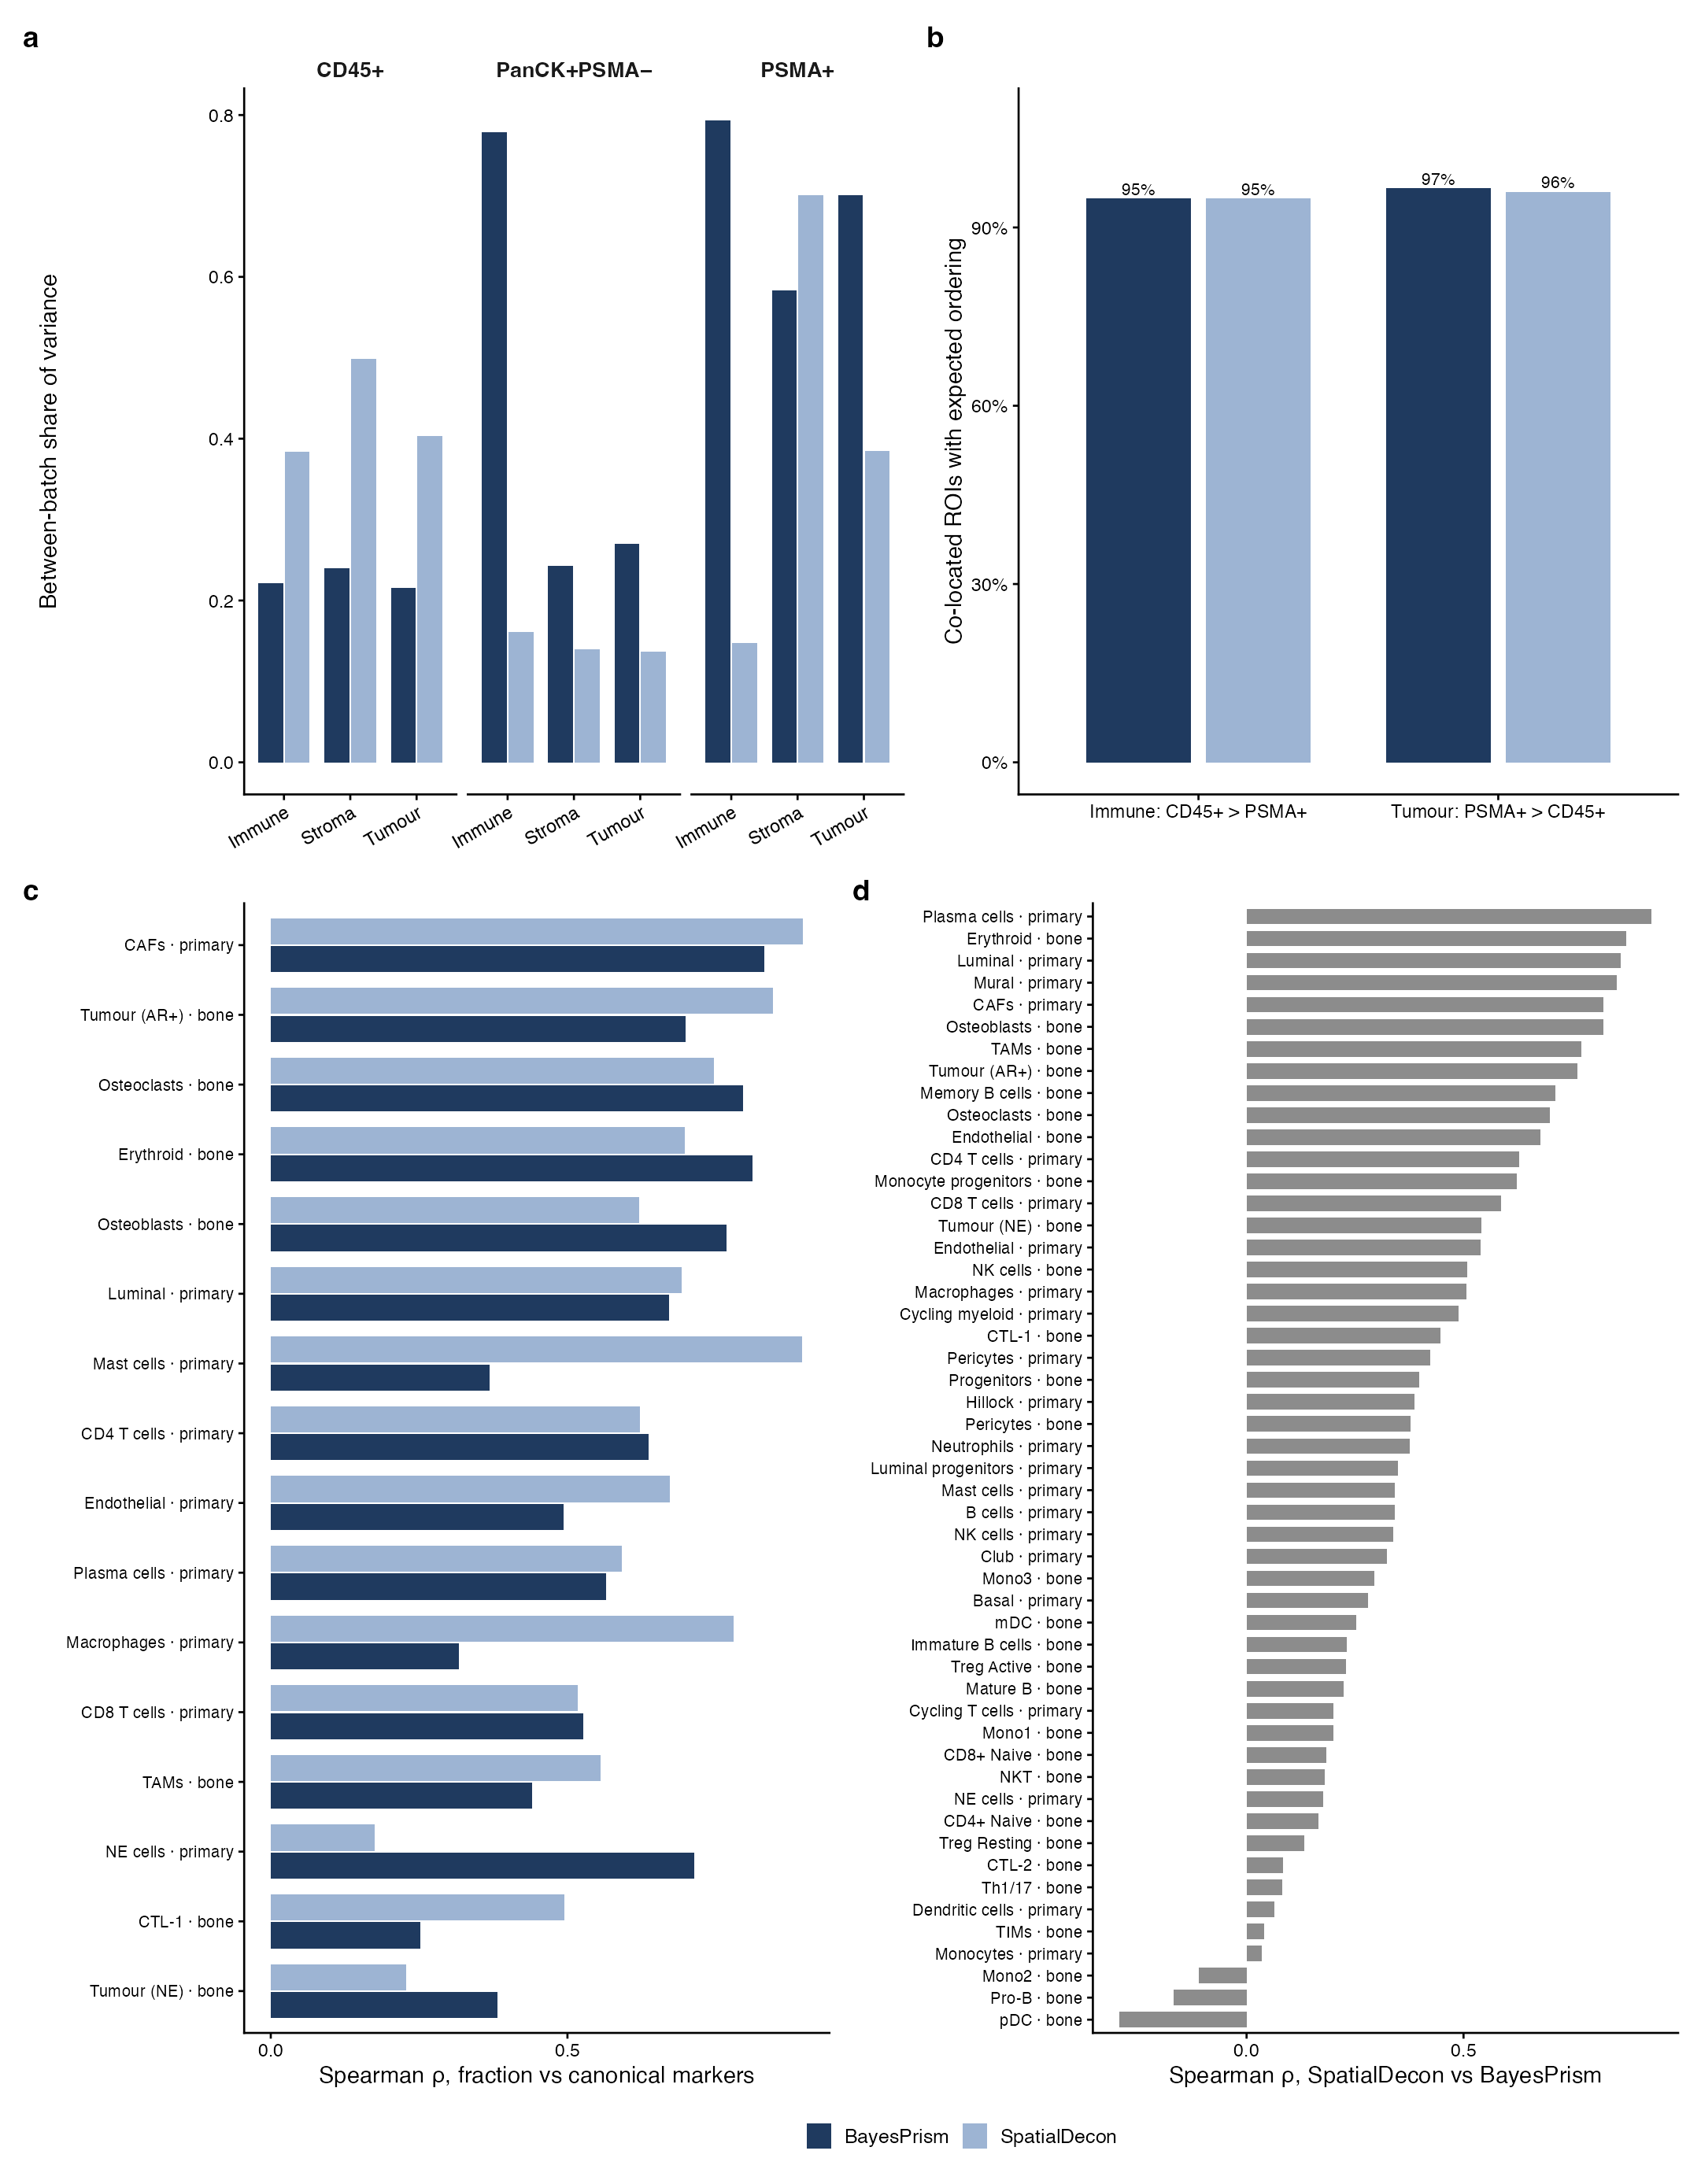 a
CD45+
PanCK+PSMA−
PSMA+
Between-batch share of variance
0.8
0.6
0.4
0.2
0.0
Immune
Stroma
Tumour
Immune
Stroma
Tumour
Immune
Stroma
Tumour
b
Co-located ROIs with expected ordering
90%
60%
30%
0%
95%
95%
97%
96%
Immune: CD45+ > PSMA+
Tumour: PSMA+ > CD45+
c
CAFs · primary
Tumour (AR+) · bone
Osteoclasts · bone
Erythroid · bone
Osteoblasts · bone
Luminal · primary
Mast cells · primary
CD4 T cells · primary
Endothelial · primary
Plasma cells · primary
Macrophages · primary
CD8 T cells · primary
TAMs · bone
NE cells · primary
CTL-1 · bone
Tumour (NE) · bone
0.0
0.5
Spearman ρ, fraction vs canonical markers
d
Plasma cells · primary
Erythroid · bone
Luminal · primary
Mural · primary
CAFs · primary
Osteoblasts · bone
TAMs · bone
Tumour (AR+) · bone
Memory B cells · bone
Osteoclasts · bone
Endothelial · bone
CD4 T cells · primary
Monocyte progenitors · bone
CD8 T cells · primary
Tumour (NE) · bone
Endothelial · primary
NK cells · bone
Macrophages · primary
Cycling myeloid · primary
CTL-1 · bone
Pericytes · primary
Progenitors · bone
Hillock · primary
Pericytes · bone
Neutrophils · primary
Luminal progenitors · primary
Mast cells · primary
B cells · primary
NK cells · primary
Club · primary
Mono3 · bone
Basal · primary
mDC · bone
Immature B cells · bone
Treg Active · bone
Mature B · bone
Cycling T cells · primary
Mono1 · bone
CD8+ Naive · bone
NKT · bone
NE cells · primary
CD4+ Naive · bone
Treg Resting · bone
CTL-2 · bone
Th1/17 · bone
Dendritic cells · primary
TIMs · bone
Monocytes · primary
Mono2 · bone
Pro-B · bone
pDC · bone
0.0
0.5
Spearman ρ, SpatialDecon vs BayesPrism
BayesPrism
SpatialDecon